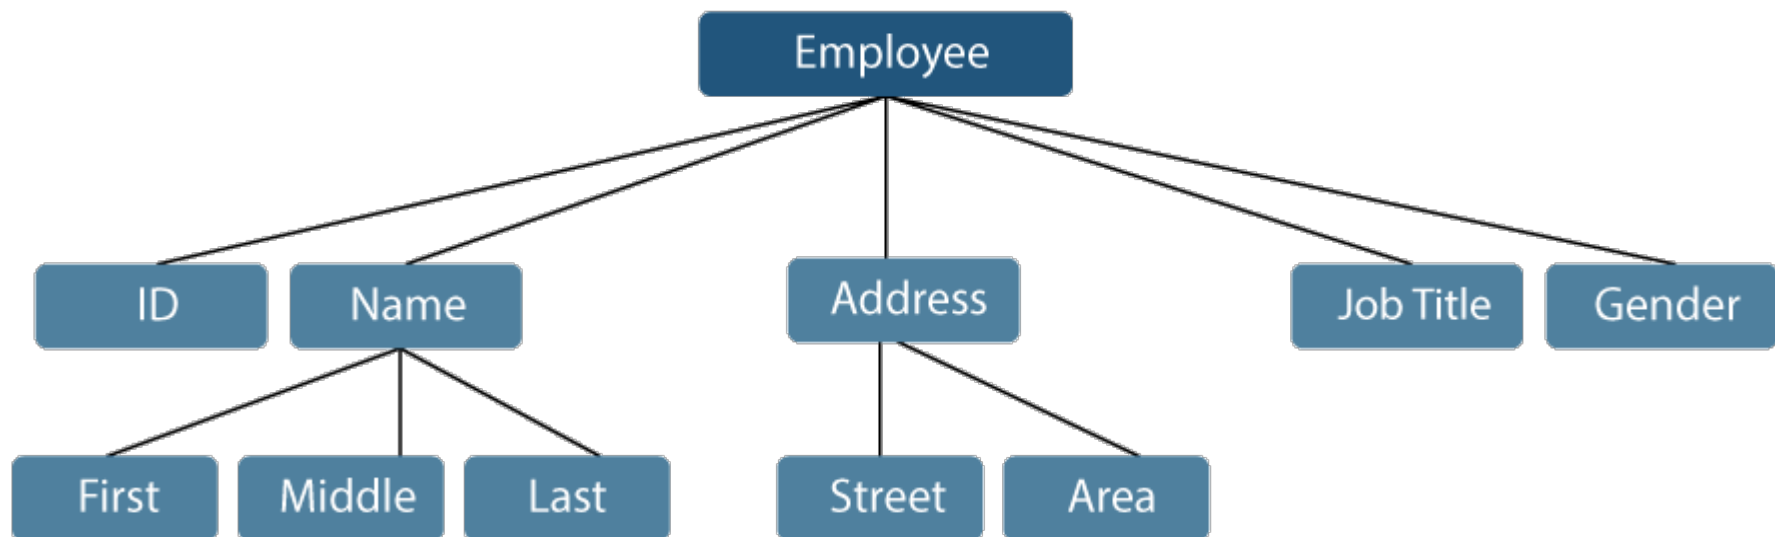 Employee
ID
Name
Address
Job Title
Gender
First
Middle
Last
Street
Area